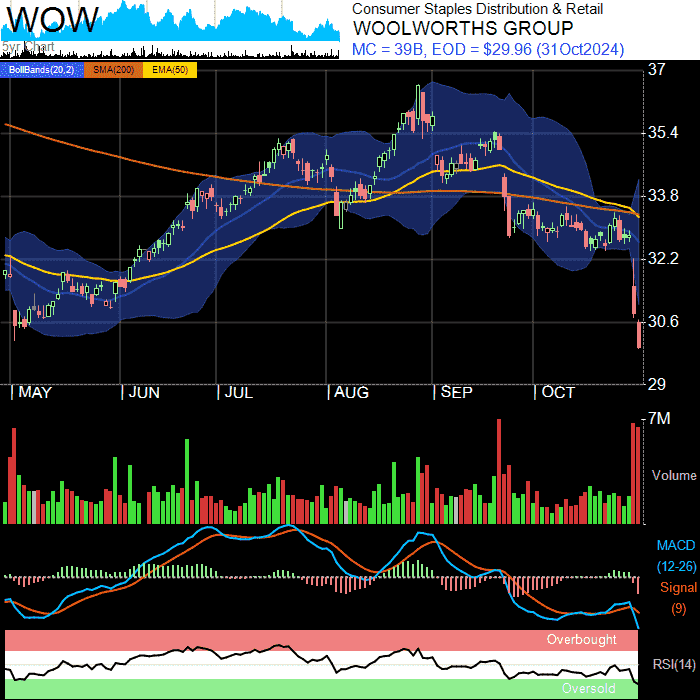 WOW
5yr Chart
Consumer Staples Distribution & Retail
WOOLWORTHS GROUP
MC = 39B, EOD = $29.96 (31Oct2024)
BollBands(20,2) SMA(200) EMA(50)
37
35.4
33.8
32.2
30.6
29
MAY JUN JUL AUG SEP OCT
7M
Volume
MACD
(12-26)
Signal
(9)
Overbought
RSI(14)
Oversold